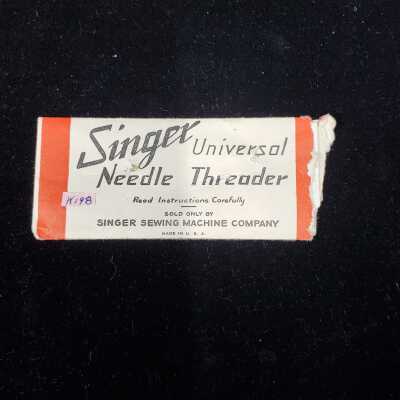 Singer Universal
Needle Threader
Read Instructions Carefully
SOLD ONLY BY
SINGER SEWING MACHINE COMPANY
MADE IN U. S. A.
K198